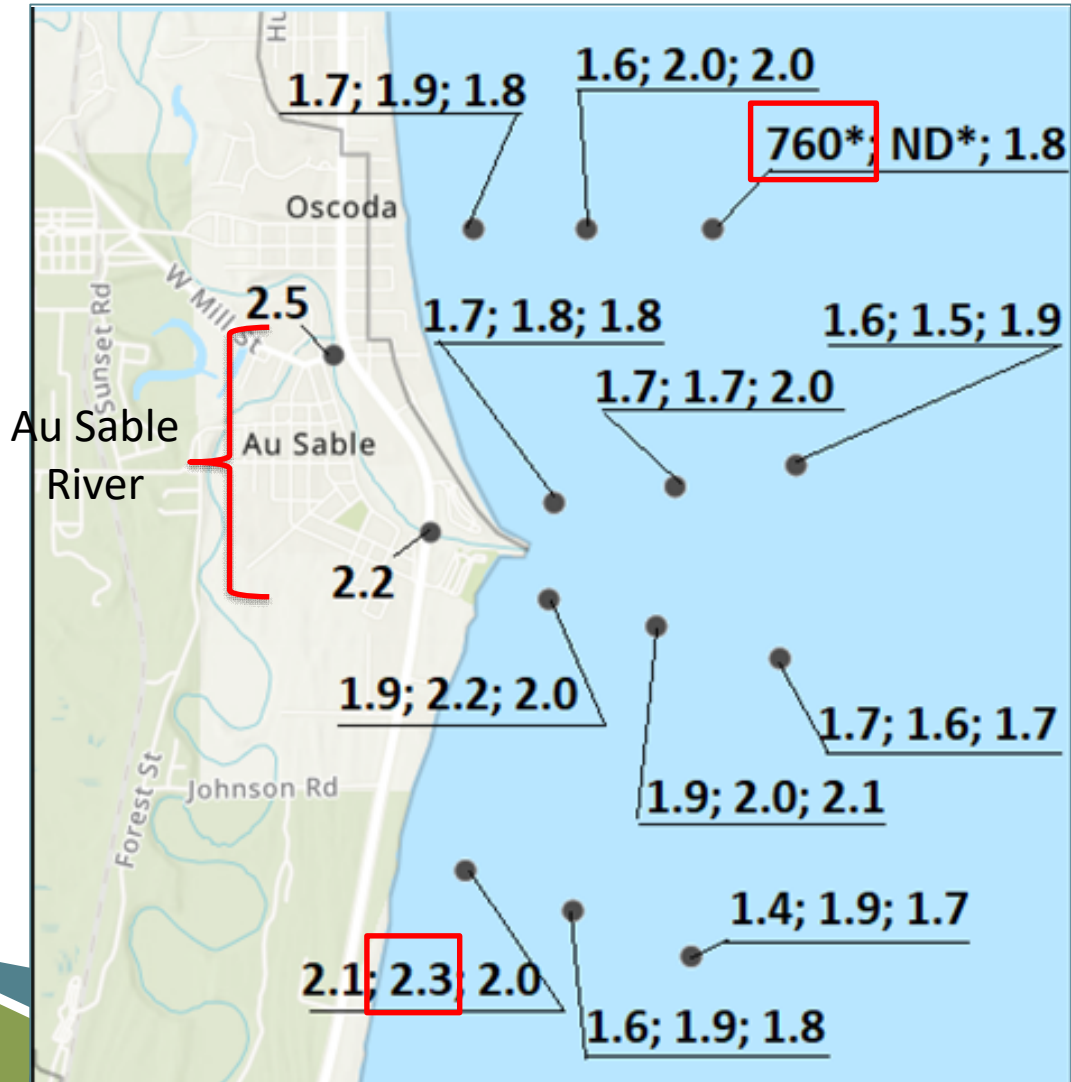 Hu
1.7; 1.9; 1.8
1.6; 2.0; 2.0
760*; ND*; 1.8
Oscoda
W Mill St
2.5
Sunset Rd
1.7; 1.8; 1.8
1.6; 1.5; 1.9
1.7; 1.7; 2.0
Au Sable
River
Au Sable
2.2
1.9; 2.2; 2.0
1.7; 1.6; 1.7
Forest St
Johnson Rd
1.9; 2.0; 2.1
1.4; 1.9; 1.7
2.1; 2.3; 2.0
1.6; 1.9; 1.8